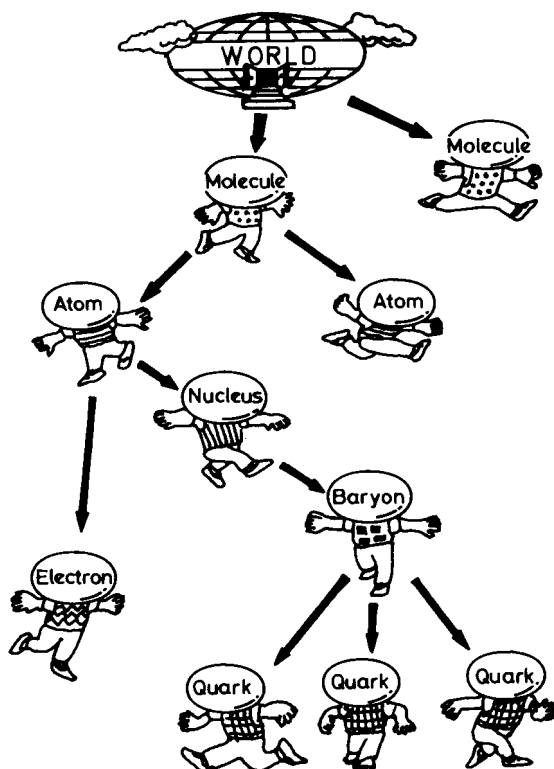 WORLD
Molecule
Molecule
Atom
Atom
Nucleus
Baryon
Electron
Quark
Quark
Quark